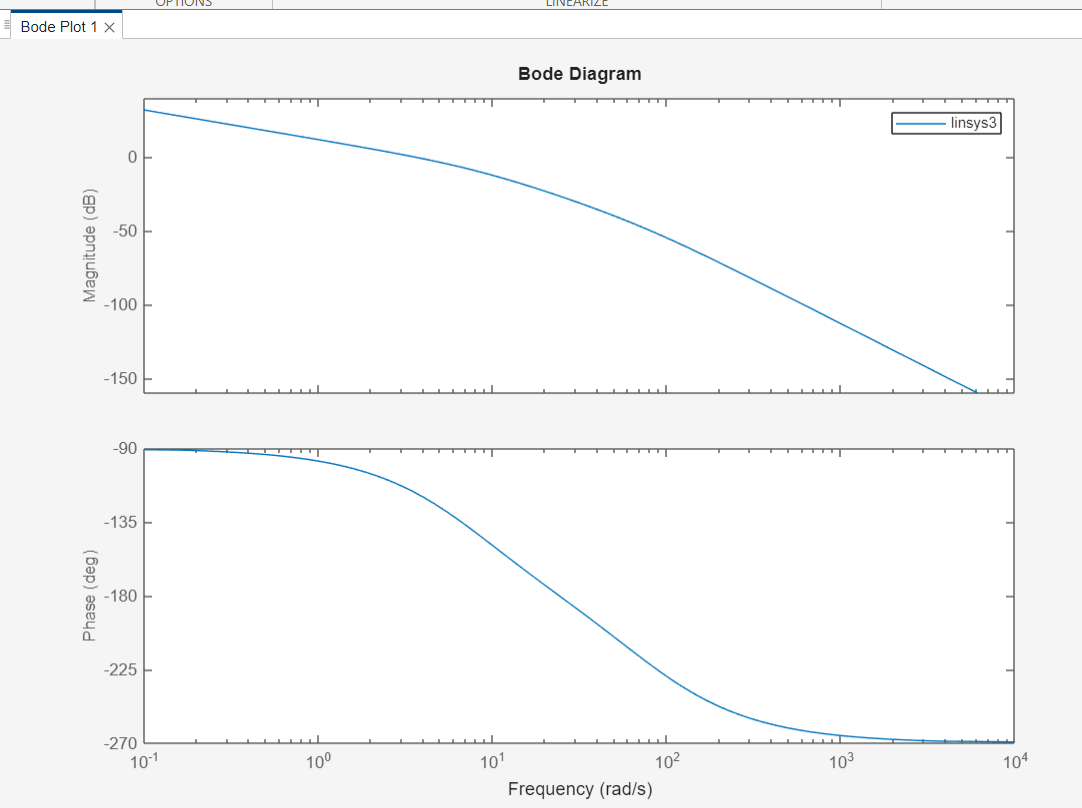 OPTIONS LINEARIZE
Bode Plot 1
Bode Diagram
linsys3
Magnitude (dB)
0
-50
-100
-150
Phase (deg)
-90
-135
-180
-225
-270
10-1 100 101 102 103 104
Frequency (rad/s)